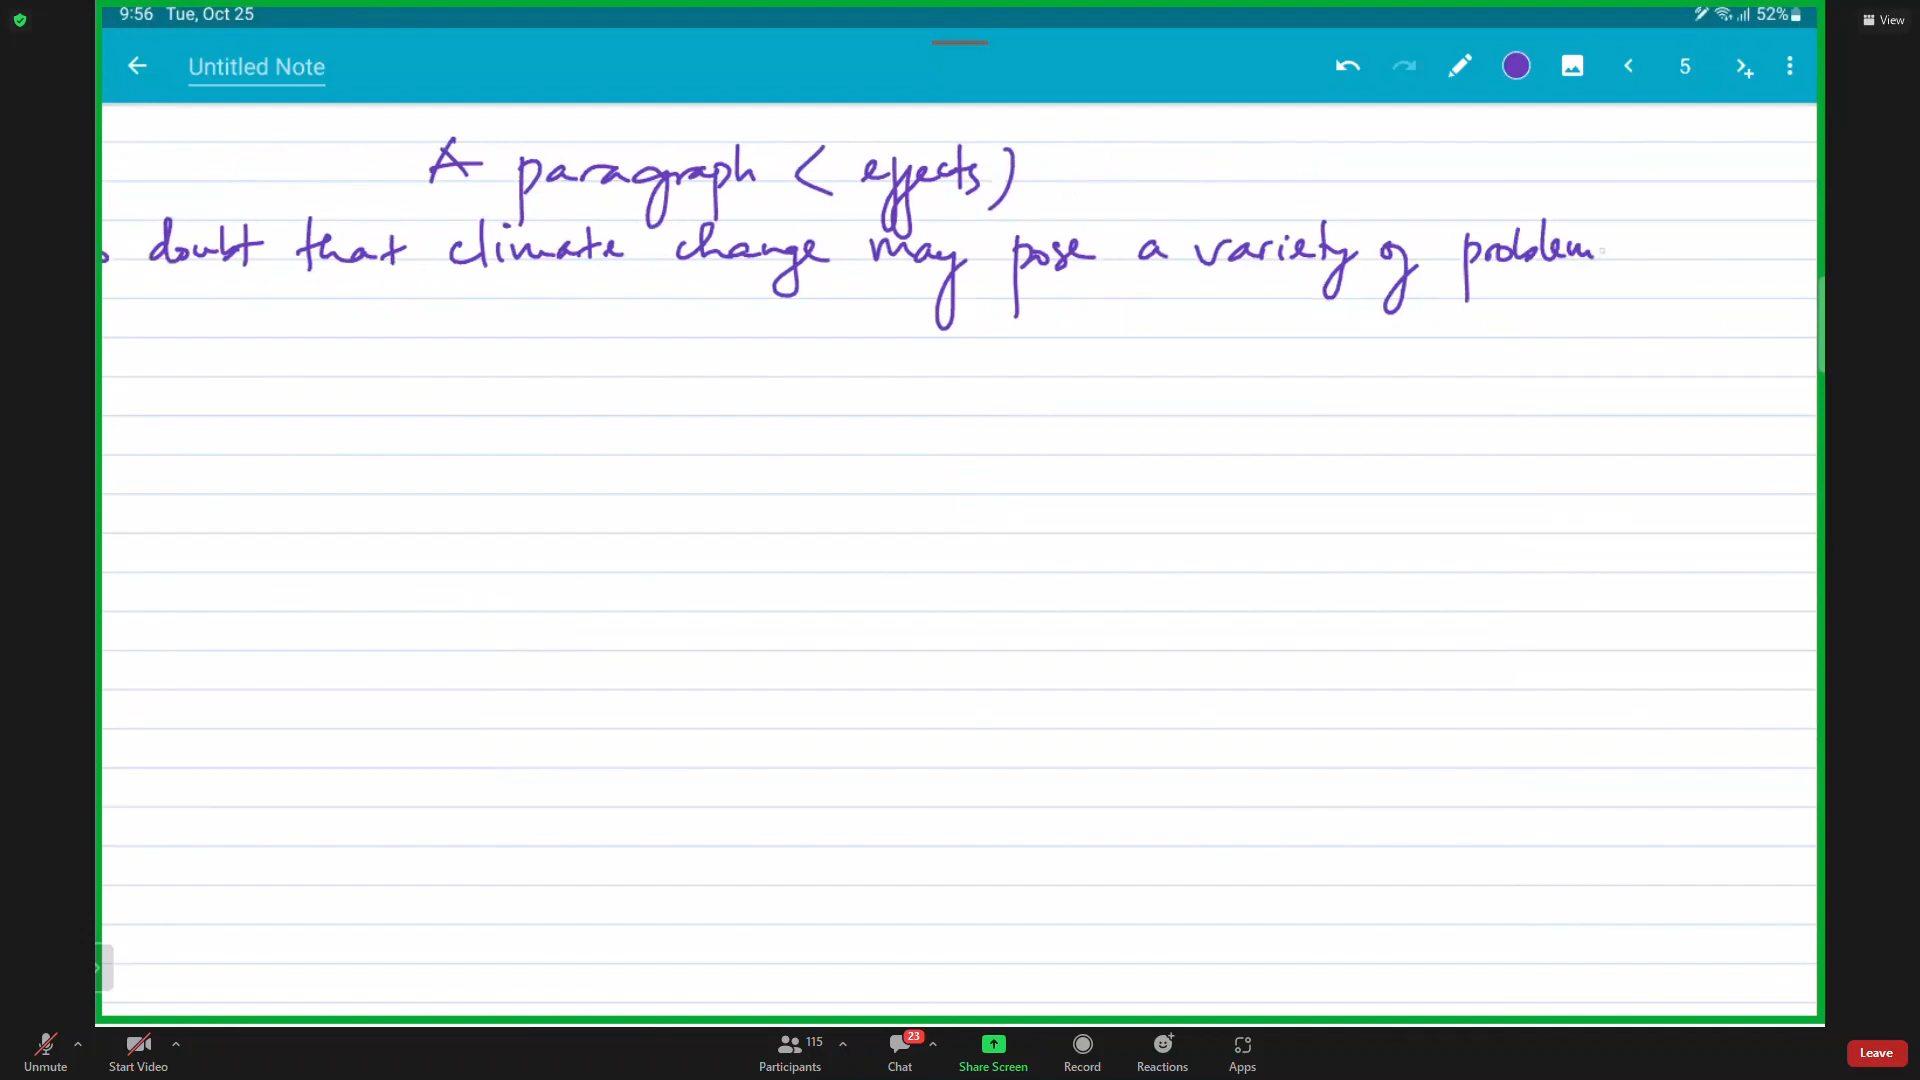 9:56 Tue, Oct 25 52%
View
Untitled Note 5
A paragraph ( effects )
o doubt that climate change may pose a variety of problem
Unmute Start Video 115 Participants 23 Chat Share Screen Record Reactions Apps Leave